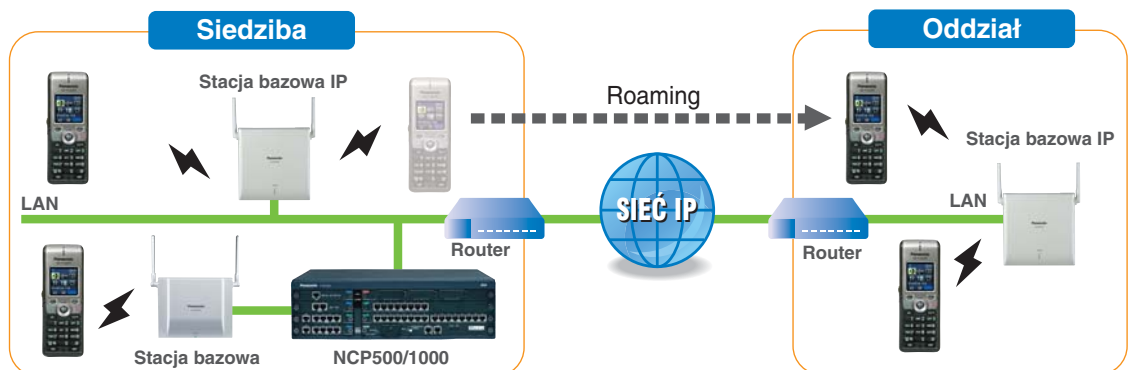 Siedziba
Oddział
Stacja bazowa IP
Roaming
Stacja bazowa IP
LAN
SIEĆ IP
LAN
Router
Router
Panasonic
Stacja bazowa
NCP500/1000